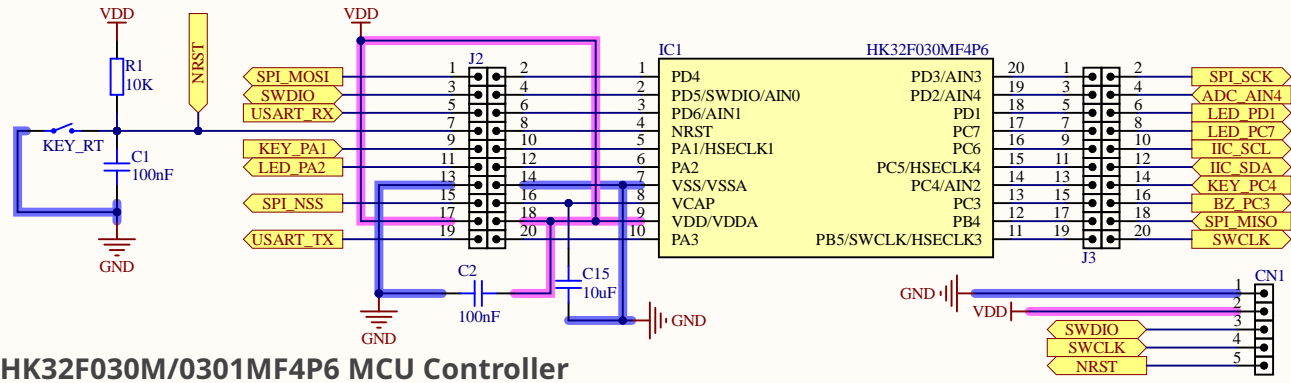 VDD
NRST
R1
10K
KEY_RT
C1
100nF
GND
VDD
J2
SPI_MOSI 1 2
SWDIO 3 4
USART_RX 5 6
7 8
KEY_PA1 9 10
LED_PA2 11 12
13 14
SPI_NSS 15 16
17 18
USART_TX 19 20
C2
100nF
GND
C15
10uF
GND
IC1 HK32F030MF4P6
1 PD4 PD3/AIN3 20
2 PD5/SWDIO/AIN0 PD2/AIN4 19
3 PD6/AIN1 PD1 18
4 NRST PC7 17
5 PA1/HSECLK1 PC6 16
6 PA2 PC5/HSECLK4 15
7 VSS/VSSA PC4/AIN2 14
8 VCAP PC3 13
9 VDD/VDDA PB4 12
10 PA3 PB5/SWCLK/HSECLK3 11
1 2 SPI_SCK
3 4 ADC_AIN4
5 6 LED_PD1
7 8 LED_PC7
9 10 IIC_SCL
11 12 IIC_SDA
13 14 KEY_PC4
15 16 BZ_PC3
17 18 SPI_MISO
19 20 SWCLK
J3
CN1
GND 1
VDD 2
SWDIO 3
SWCLK 4
NRST 5
HK32F030M/0301MF4P6 MCU Controller